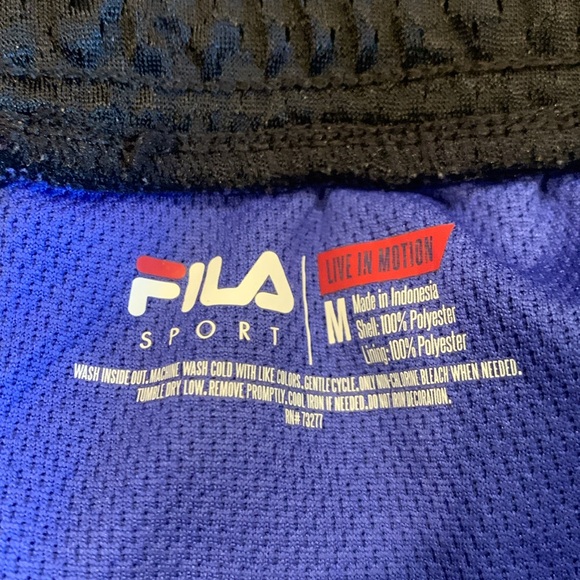 FILA
SPORT
LIVE IN MOTION
M
Made in Indonesia
Shell: 100% Polyester
Lining: 100% Polyester
WASH INSIDE OUT. MACHINE WASH COLD WITH LIKE COLORS. GENTLE CYCLE. ONLY NON-CHLORINE BLEACH WHEN NEEDED.
TUMBLE DRY LOW. REMOVE PROMPTLY. COOL IRON IF NEEDED. DO NOT IRON DECORATION.
RN# 73277